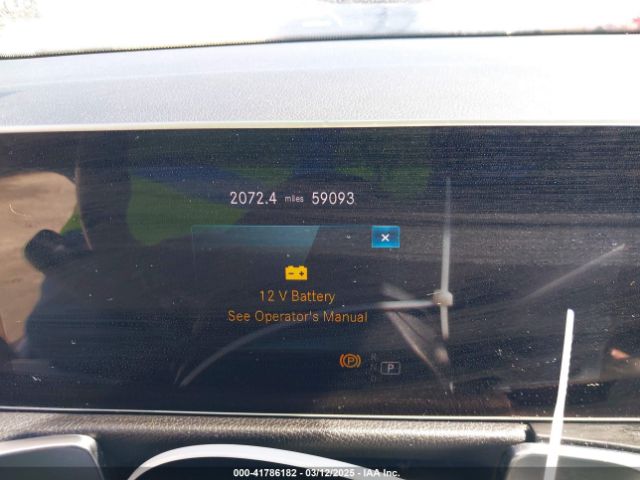 2072.4 miles 59093
×
12 V Battery
See Operator's Manual
(P) P
000-41786182 - 03/12/2025 - IAA Inc.